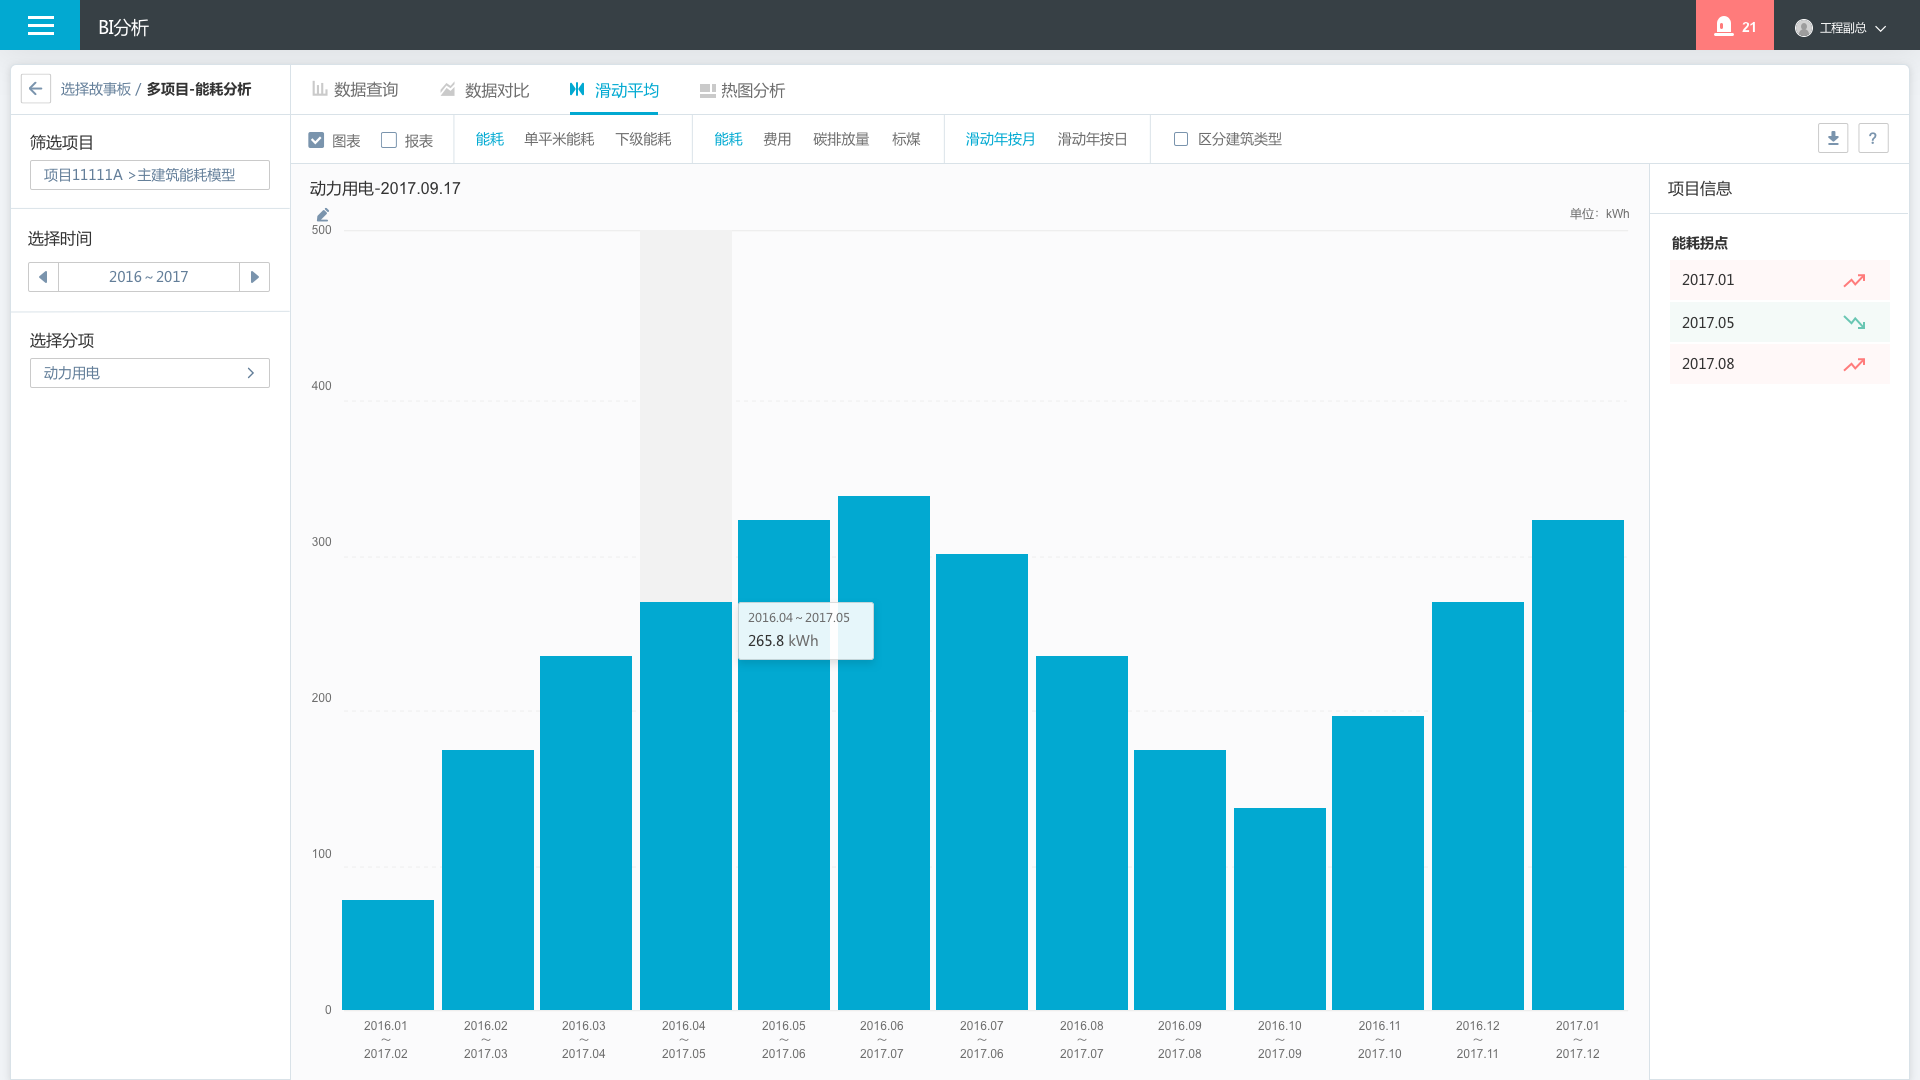 BI分析
21
工程副总
选择故事板 / 多项目-能耗分析
数据查询
数据对比
滑动平均
热图分析
筛选项目
项目11111A >主建筑能耗模型
选择时间
2016～2017
选择分项
动力用电
图表
报表
能耗
单平米能耗
下级能耗
能耗
费用
碳排放量
标煤
滑动年按月
滑动年按日
区分建筑类型
?
动力用电-2017.09.17
单位：kWh
500
400
300
200
100
0
2016.04～2017.05
265.8 kWh
2016.01
～
2017.02
2016.02
～
2017.03
2016.03
～
2017.04
2016.04
～
2017.05
2016.05
～
2017.06
2016.06
～
2017.07
2016.07
～
2017.06
2016.08
～
2017.07
2016.09
～
2017.08
2016.10
～
2017.09
2016.11
～
2017.10
2016.12
～
2017.11
2017.01
～
2017.12
项目信息
能耗拐点
2017.01
2017.05
2017.08